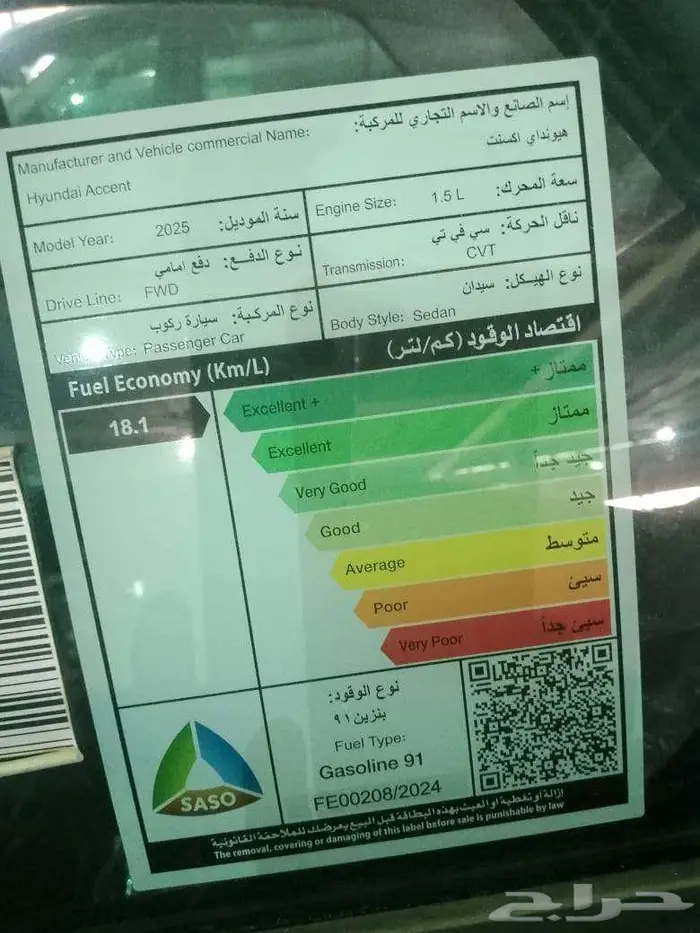 إسم الصانع والاسم التجاري للمركبة:
Manufacturer and Vehicle commercial Name:
هيونداي اكسنت
Hyundai Accent
سنة الموديل:
2025
Model Year:
سعة المحرك:
1.5 L
Engine Size:
نوع الدفع: دفع امامي
Drive Line: FWD
ناقل الحركة: سي في تي
Transmission: CVT
نوع المركبة: سيارة ركوب
Type: Passenger Car
نوع الهيكل: سيدان
Body Style: Sedan
اقتصاد الوقود (كم/لتر)
Fuel Economy (Km/L)
18.1
Excellent + ممتاز +
Excellent ممتاز
Very Good جيد جداً
Good جيد
Average متوسط
Poor سيئ
Very Poor سيئ جداً
SASO
نوع الوقود:
بنزين ٩١
Fuel Type:
Gasoline 91
FE00208/2024
إزالة أو تغطية او العبث بهذه البطاقة قبل البيع يعرضك للملاحقة القانونية
The removal, covering or damaging of this label before sale is punishable by law
حراج